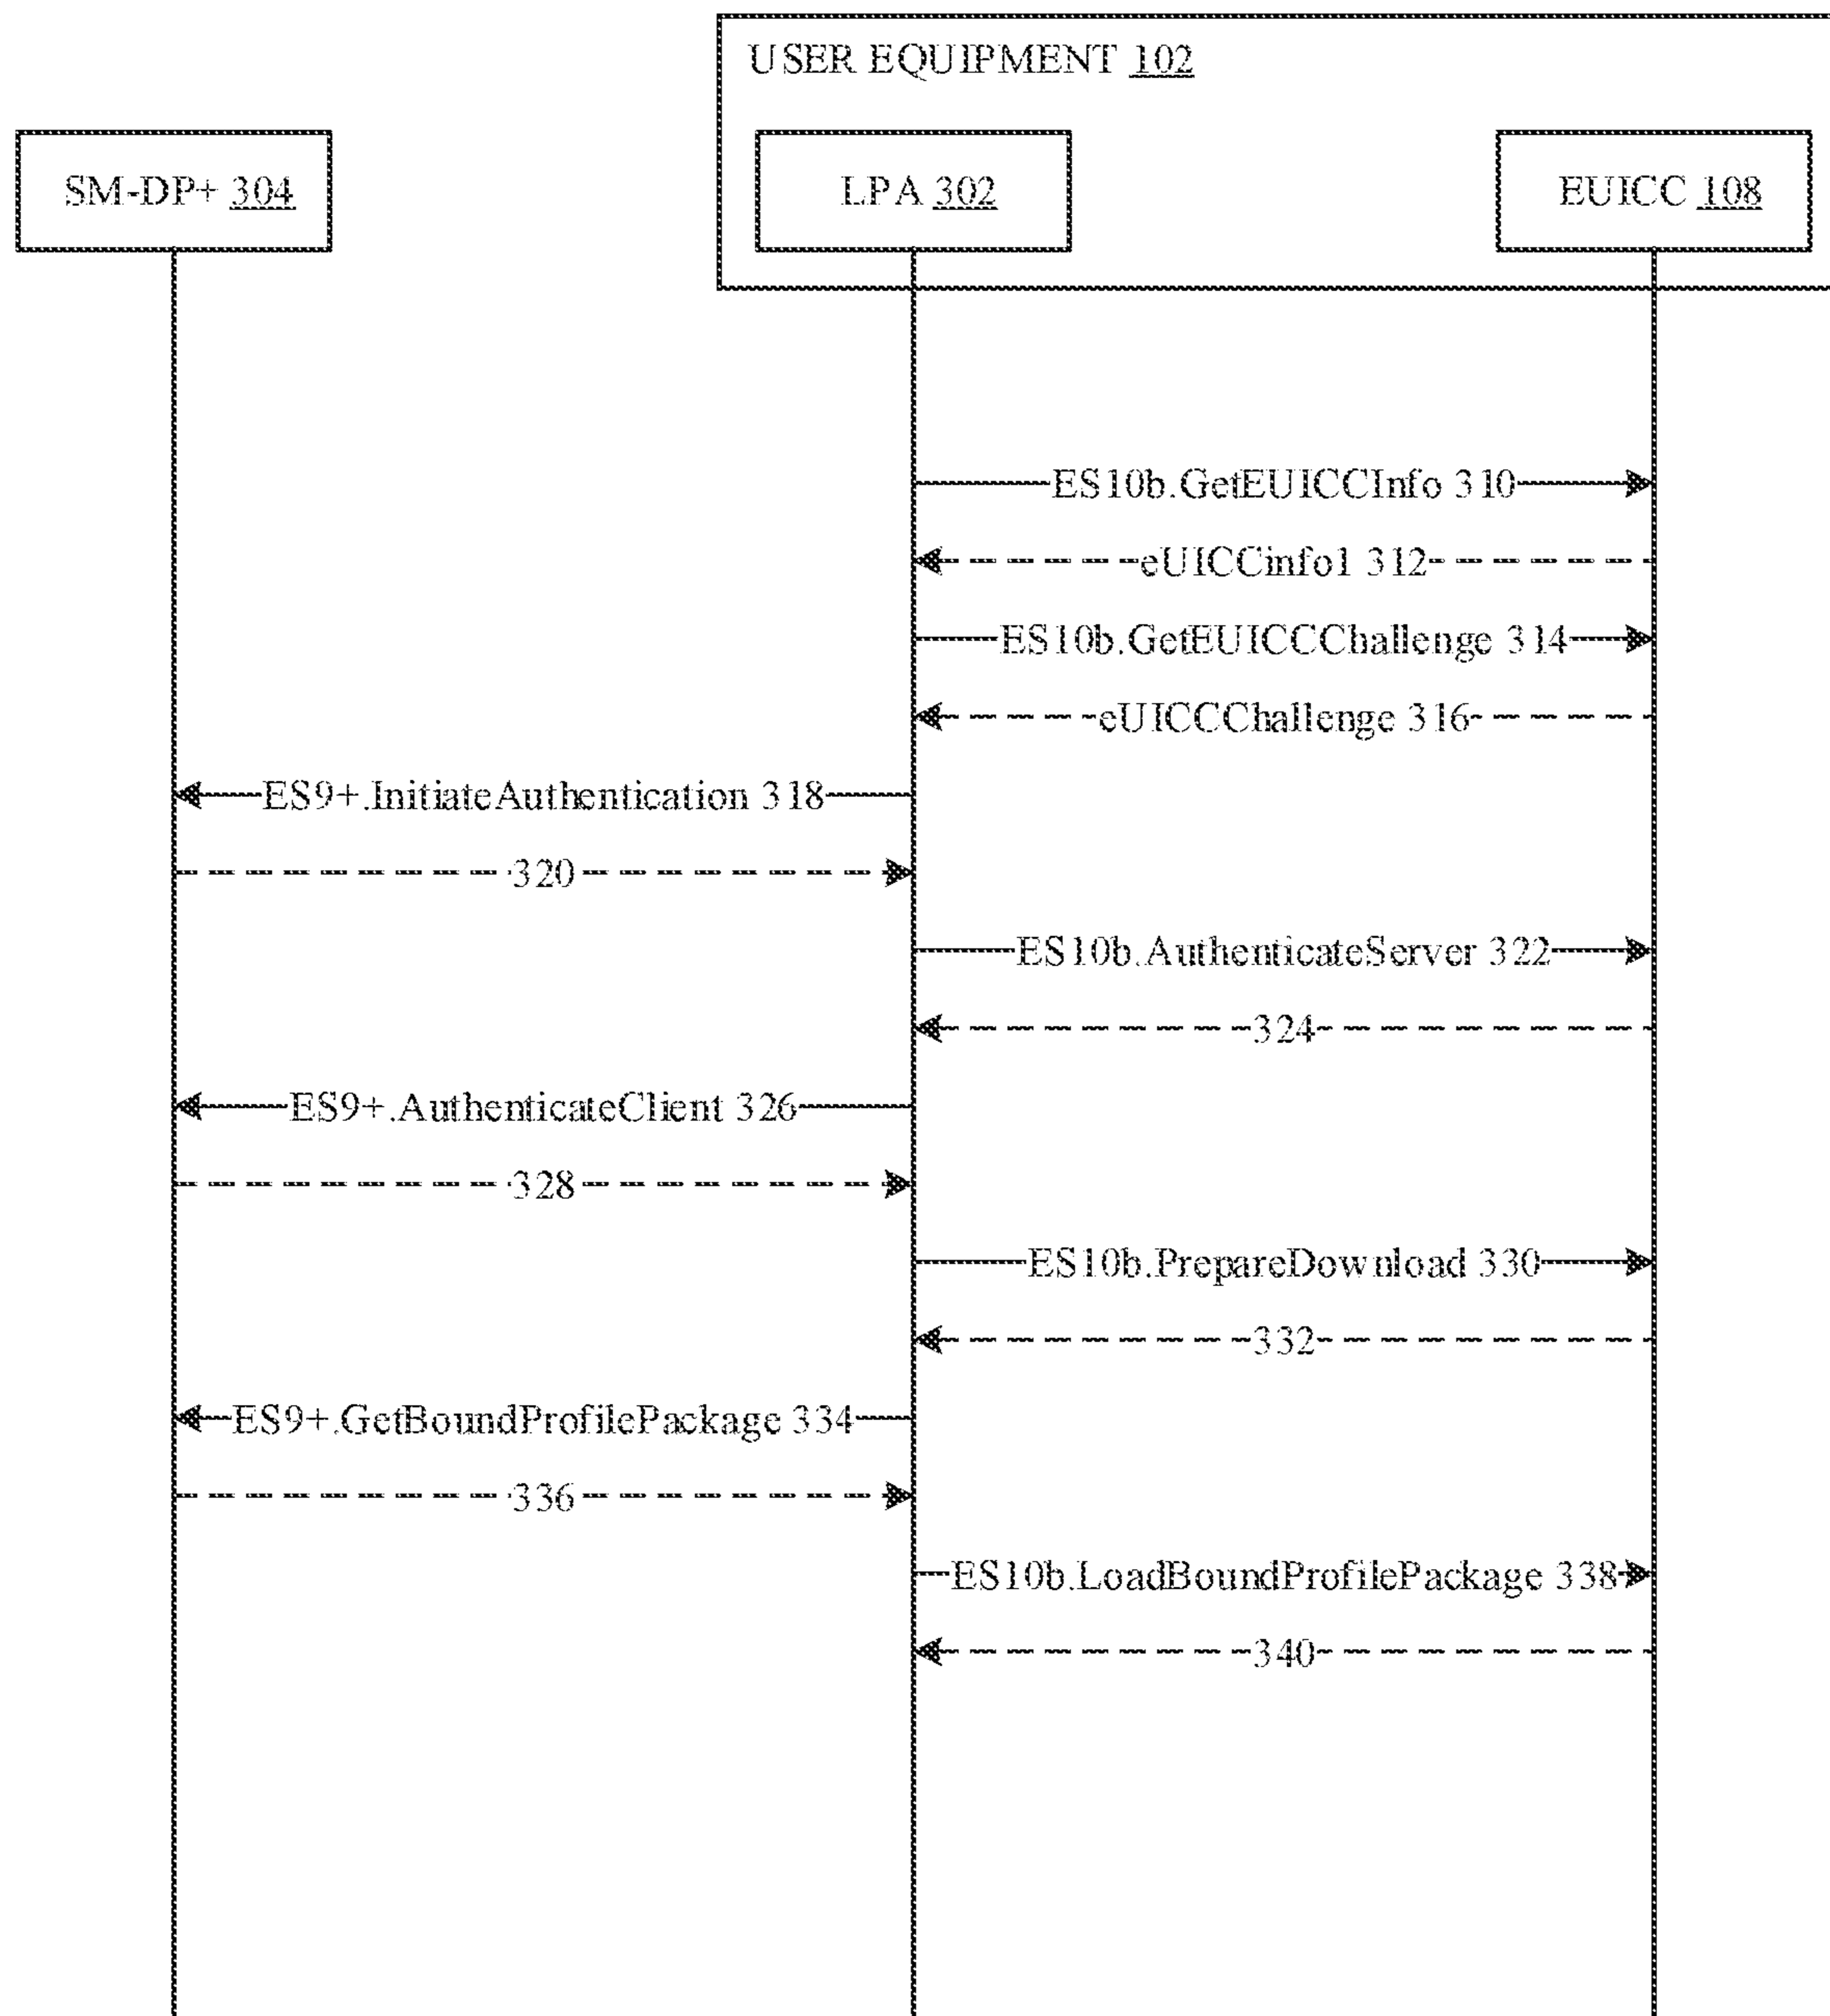 USER EQUIPMENT 102
SM-DP+ 304
LPA 302
EUICC 108
ES10b.GetEUICCInfo 310
eUICCinfo1 312
ES10b.GetEUICCChallenge 314
eUICCChallenge 316
ES9+.InitiateAuthentication 318
320
ES10b.AuthenticateServer 322
324
ES9+.AuthenticateClient 326
328
ES10b.PrepareDownload 330
332
ES9+.GetBoundProfilePackage 334
336
ES10b.LoadBoundProfilePackage 338
340